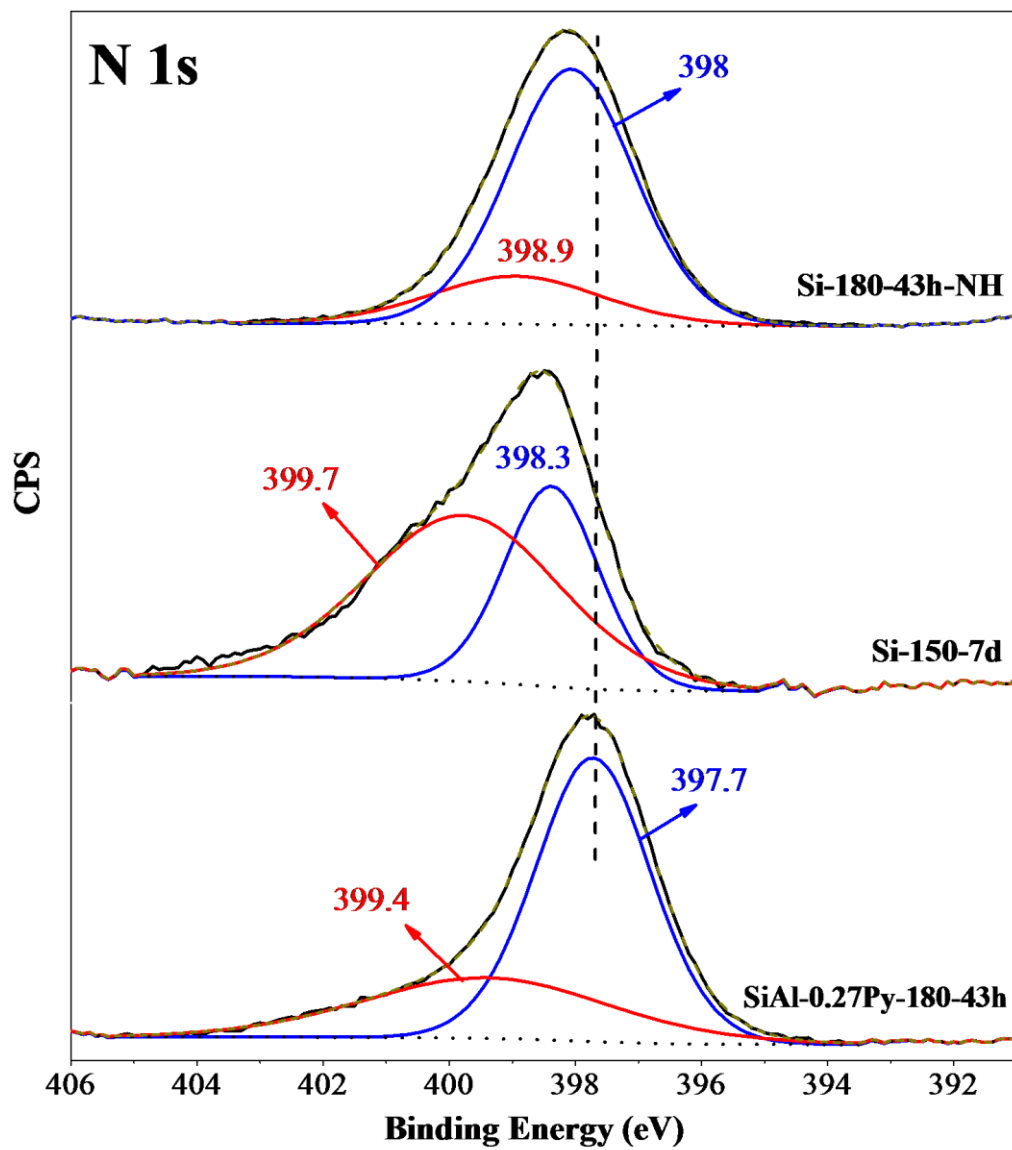 N 1s
398
398.9
Si-180-43h-NH
CPS
399.7
398.3
Si-150-7d
397.7
399.4
SiAl-0.27Py-180-43h
406 404 402 400 398 396 394 392
Binding Energy (eV)